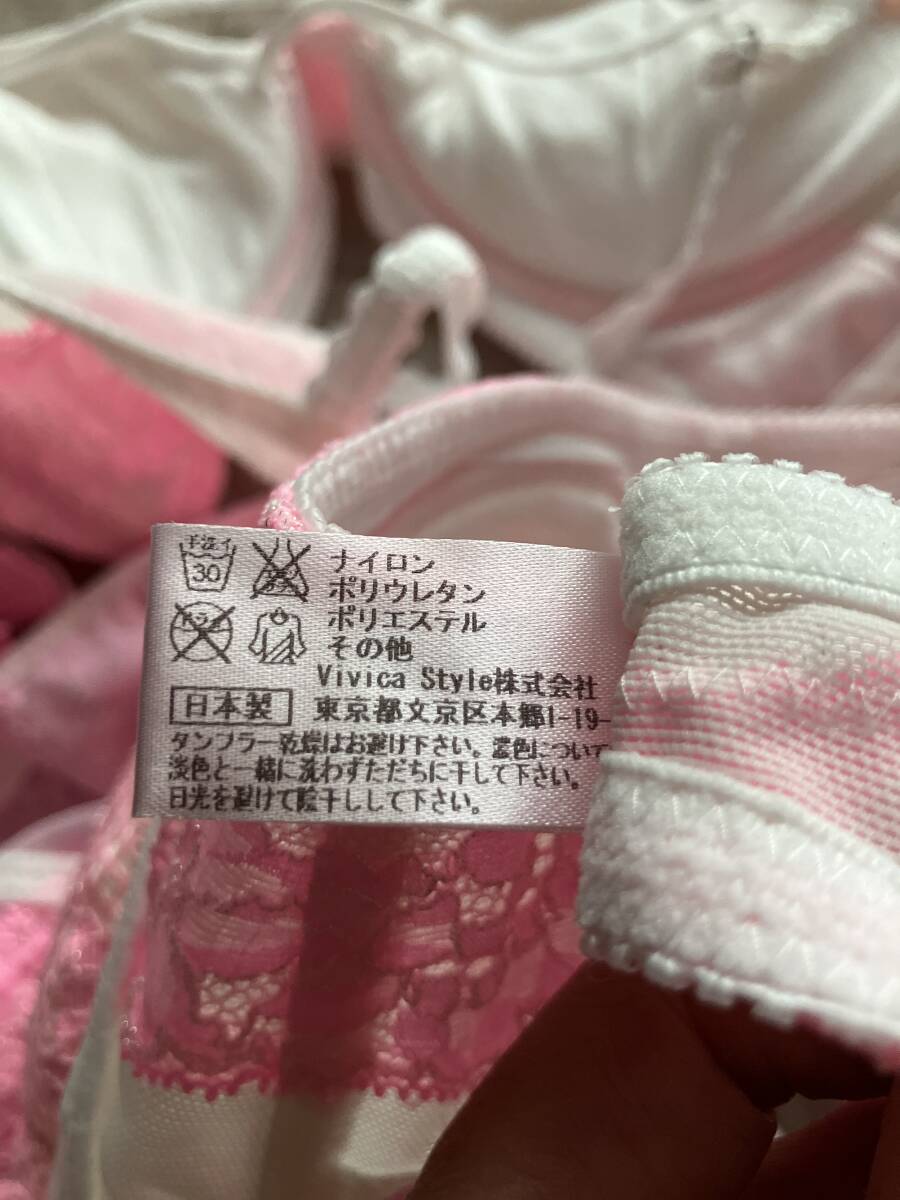 手洗イ
30
ナイロン
ポリウレタン
ポリエステル
その他
Vivica Style株式会社
日本製
東京都文京区本郷1-19-
タンブラー乾燥はお避け下さい。濃色について
淡色と一緒に洗わずただちに干して下さい。
日光を避けて陰干しして下さい。